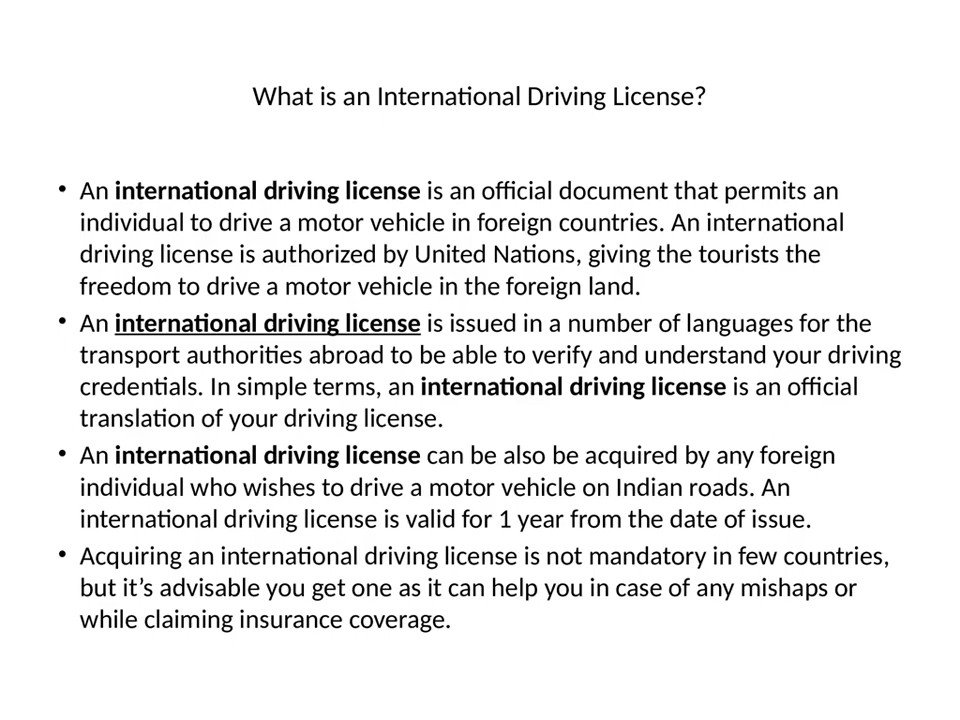 What is an International Driving License?
• An international driving license is an official document that permits an
individual to drive a motor vehicle in foreign countries. An international
driving license is authorized by United Nations, giving the tourists the
freedom to drive a motor vehicle in the foreign land.
• An international driving license is issued in a number of languages for the
transport authorities abroad to be able to verify and understand your driving
credentials. In simple terms, an international driving license is an official
translation of your driving license.
• An international driving license can be also be acquired by any foreign
individual who wishes to drive a motor vehicle on Indian roads. An
international driving license is valid for 1 year from the date of issue.
• Acquiring an international driving license is not mandatory in few countries,
but it’s advisable you get one as it can help you in case of any mishaps or
while claiming insurance coverage.